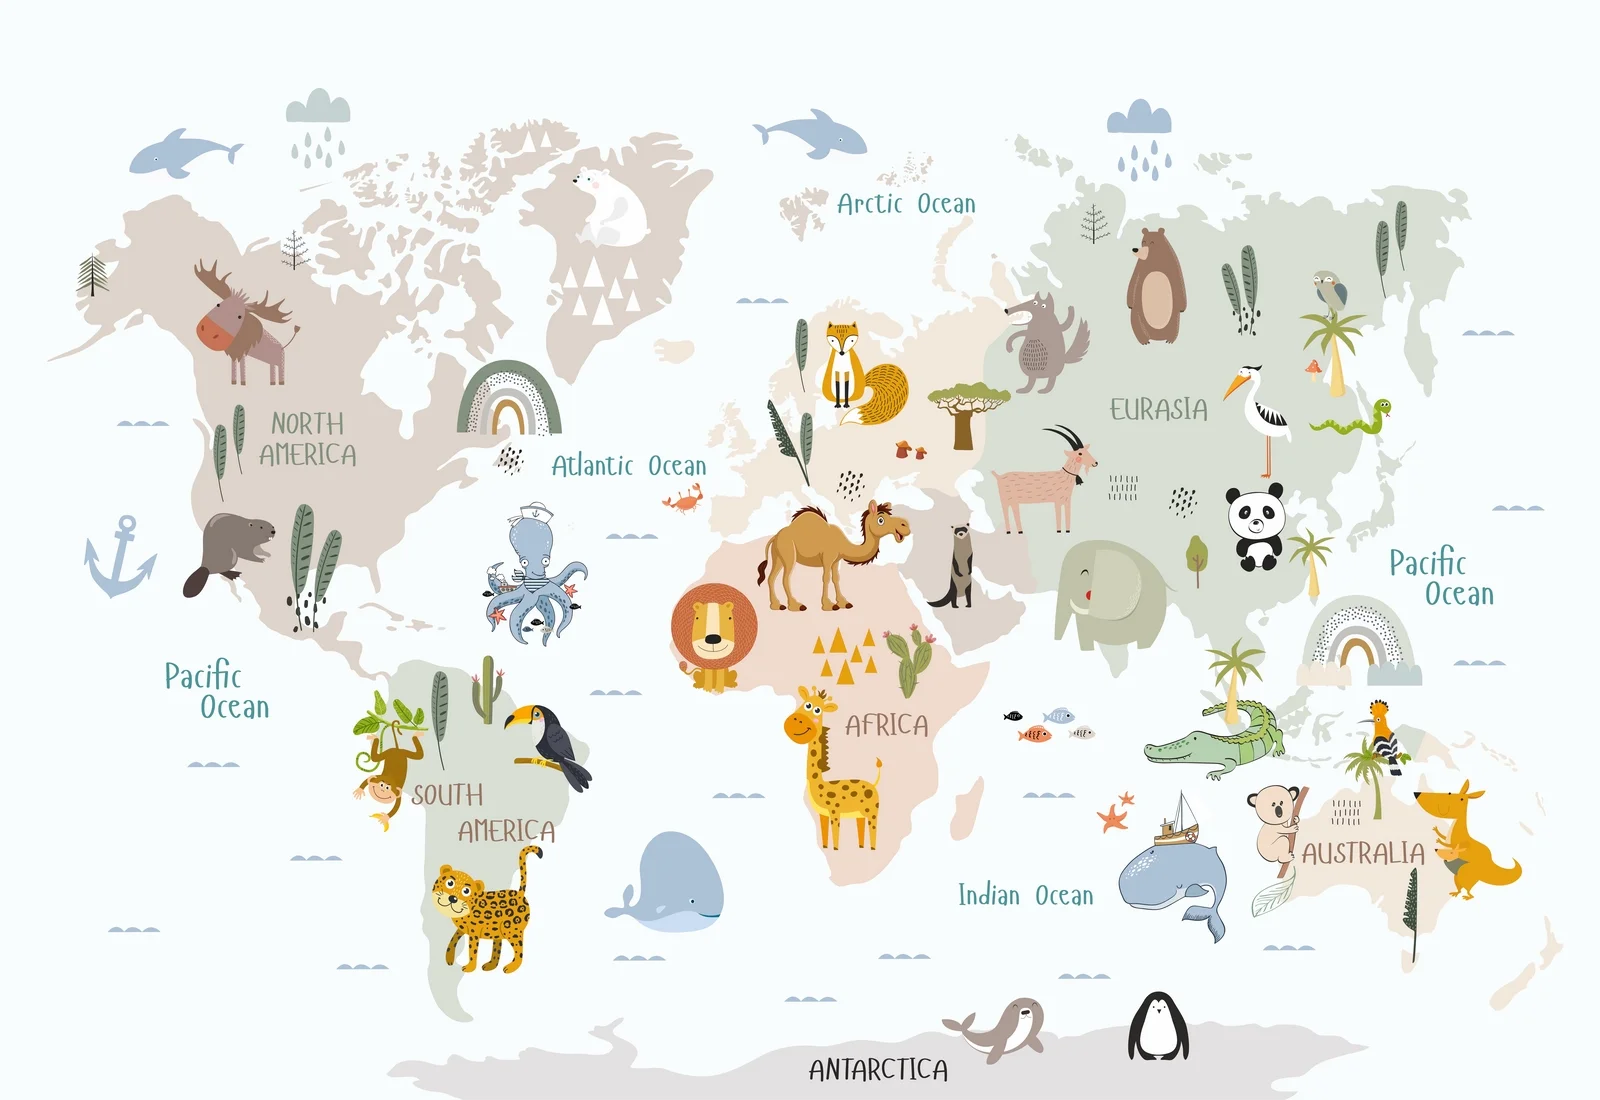 Arctic Ocean
NORTH
AMERICA
EURASIA
Atlantic Ocean
Pacific
Ocean
Pacific
Ocean
AFRICA
SOUTH
AMERICA
AUSTRALIA
Indian Ocean
ANTARCTICA